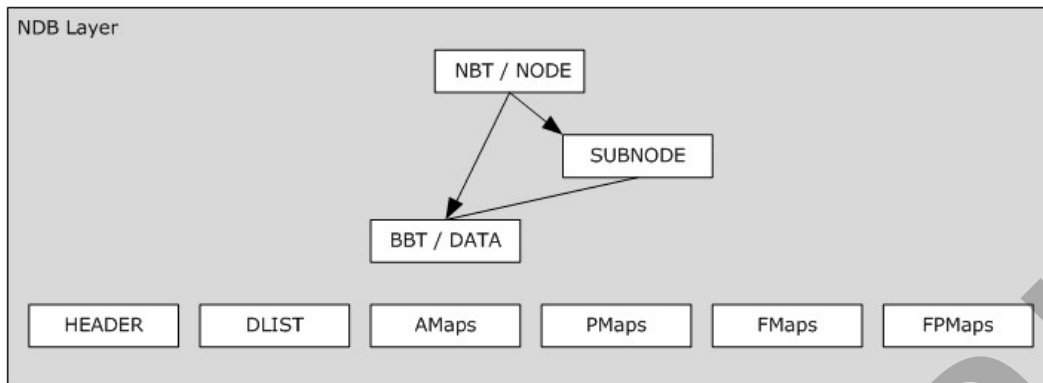 NDB Layer
NBT / NODE
SUBNODE
BBT / DATA
HEADER DLIST AMaps PMaps FMaps FPMaps